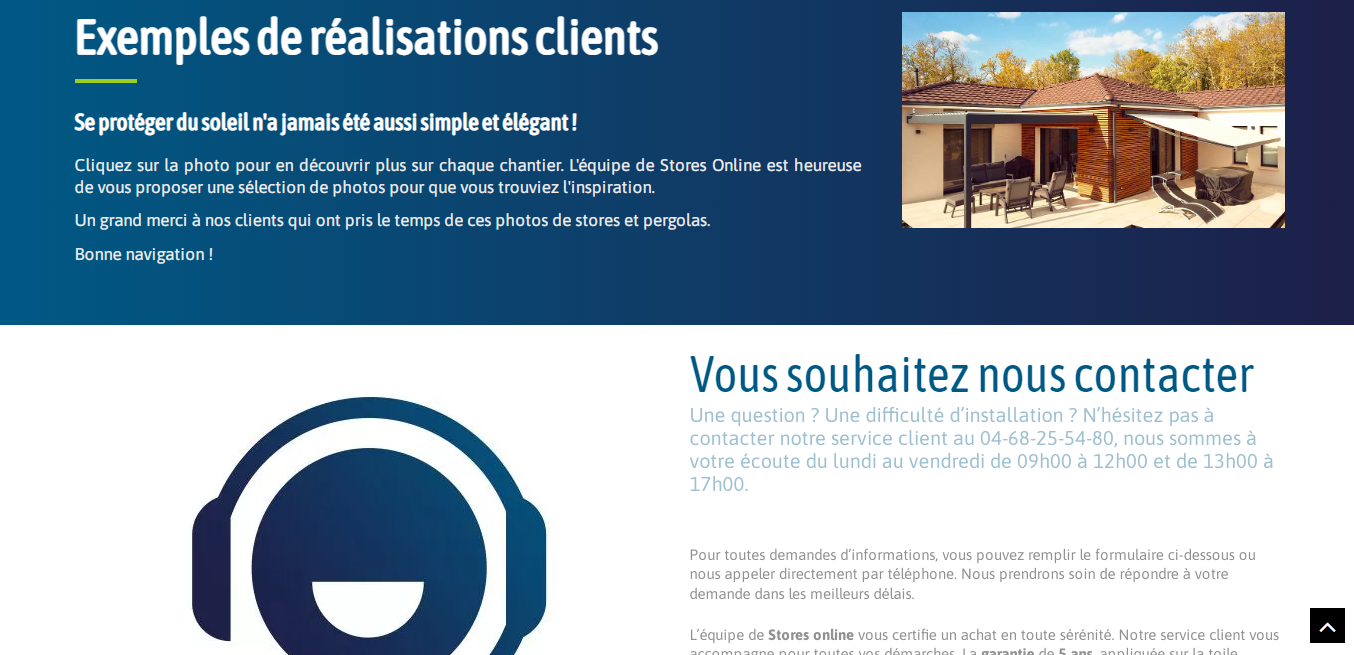 Exemples de réalisations clients
Se protéger du soleil n'a jamais été aussi simple et élégant !
Cliquez sur la photo pour en découvrir plus sur chaque chantier. L'équipe de Stores Online est heureuse
de vous proposer une sélection de photos pour que vous trouviez l'inspiration.
Un grand merci à nos clients qui ont pris le temps de ces photos de stores et pergolas.
Bonne navigation !
Vous souhaitez nous contacter
Une question ? Une difficulté d’installation ? N’hésitez pas à
contacter notre service client au 04-68-25-54-80, nous sommes à
votre écoute du lundi au vendredi de 09h00 à 12h00 et de 13h00 à
17h00.
Pour toutes demandes d’informations, vous pouvez remplir le formulaire ci-dessous ou
nous appeler directement par téléphone. Nous prendrons soin de répondre à votre
demande dans les meilleurs délais.
L’équipe de Stores online vous certifie un achat en toute sérénité. Notre service client vous
accompagne pour toutes vos démarches. La garantie de 5 ans, appliquée sur la toile